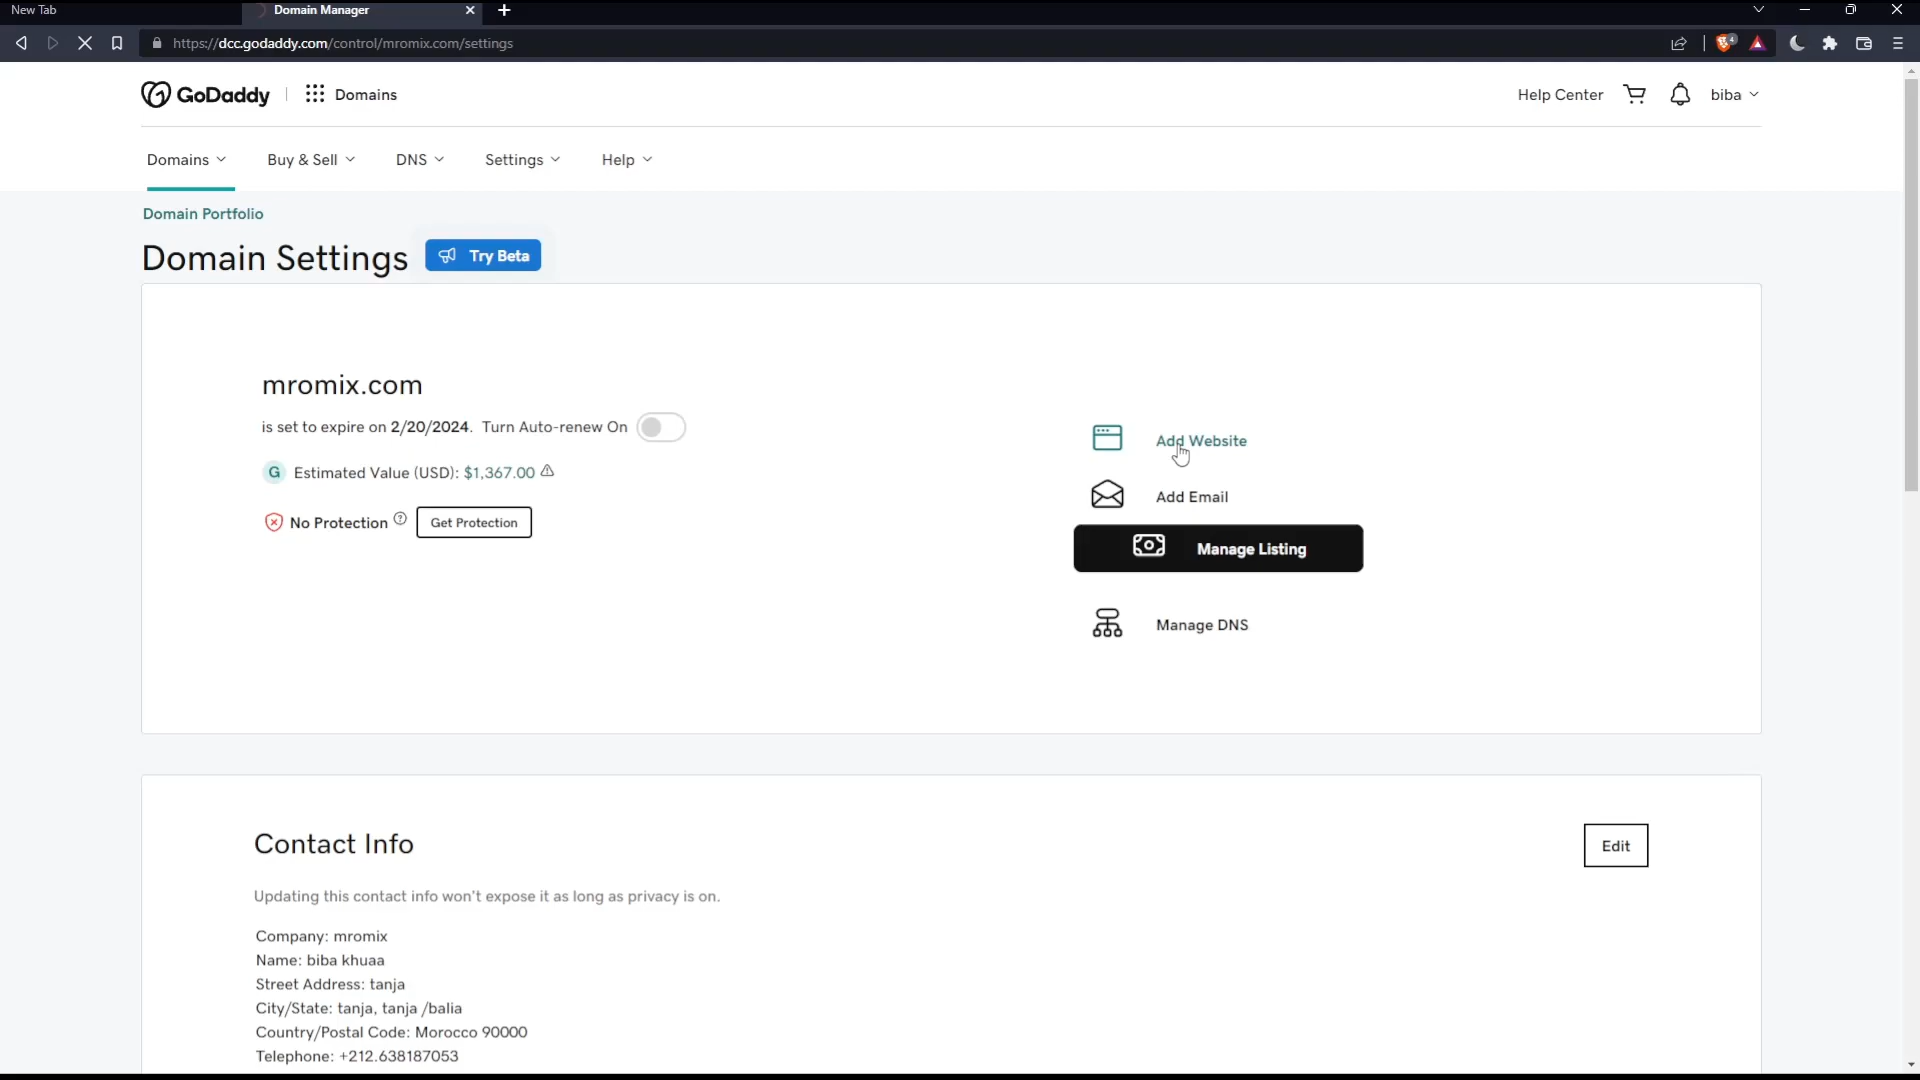 New Tab
Domain Manager
https://dcc.godaddy.com/control/mromix.com/settings
4
GoDaddy
Domains
Help Center
biba
Domains
Buy & Sell
DNS
Settings
Help
Domain Portfolio
Domain Settings
Try Beta
mromix.com
is set to expire on 2/20/2024. Turn Auto-renew On
G Estimated Value (USD): $1,367.00
No Protection
Get Protection
Add Website
Add Email
Manage Listing
Manage DNS
Contact Info
Edit
Updating this contact info won't expose it as long as privacy is on.
Company: mromix
Name: biba khuaa
Street Address: tanja
City/State: tanja, tanja /balia
Country/Postal Code: Morocco 90000
Telephone: +212.638187053